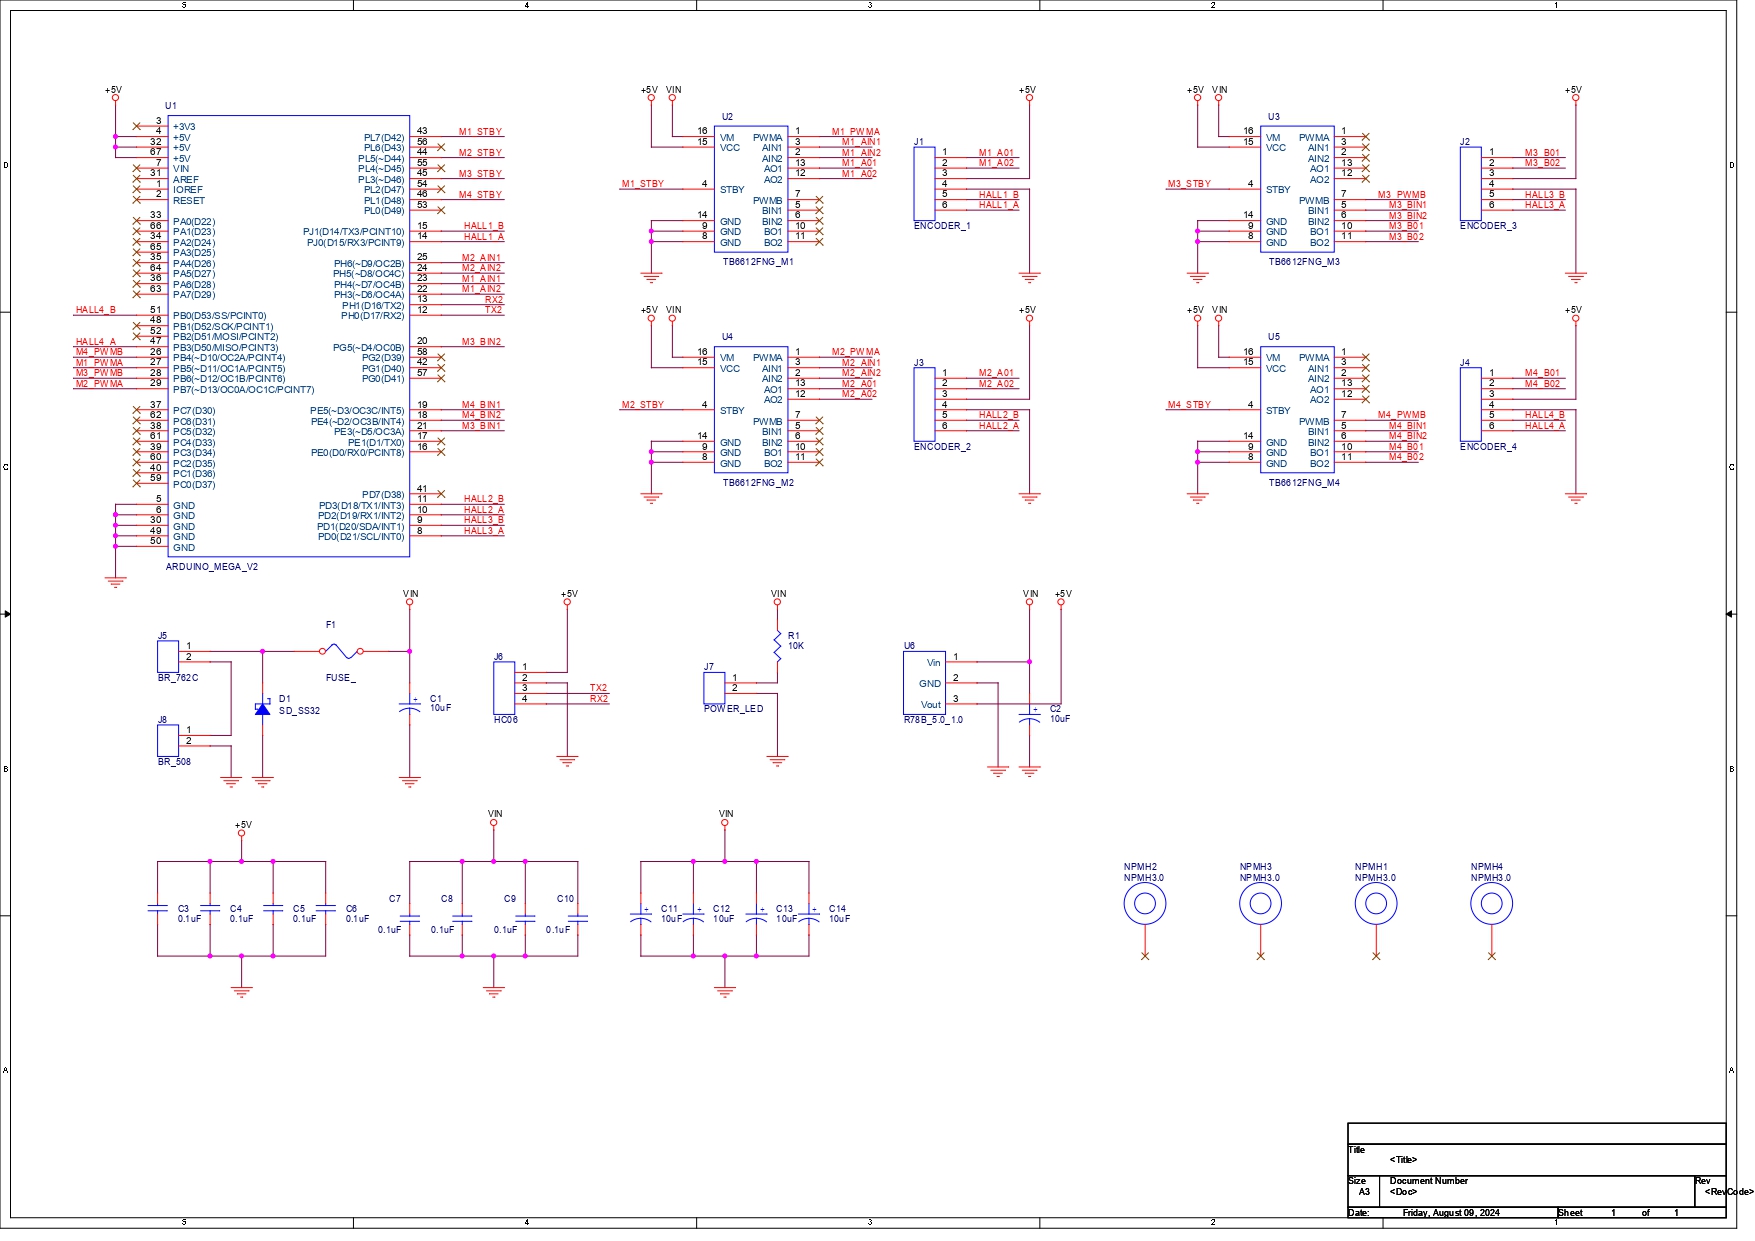 5 4 3 2 1
D
C
B
A
+5V
U1
3 +3V3
4 +5V
32 +5V
67 +5V
7 VIN
31 AREF
1 IOREF
2 RESET
33 PA0(D22)
66 PA1(D23)
34 PA2(D24)
65 PA3(D25)
35 PA4(D26)
64 PA5(D27)
36 PA6(D28)
63 PA7(D29)
HALL4_B 51 PB0(D53/SS/PCINT0)
48 PB1(D52/SCK/PCINT1)
52 PB2(D51/MOSI/PCINT2)
HALL4_A 47 PB3(D50/MISO/PCINT3)
M4_PWMB 26 PB4(~D10/OC2A/PCINT4)
M1_PWMA 27 PB5(~D11/OC1A/PCINT5)
M3_PWMB 28 PB6(~D12/OC1B/PCINT6)
M2_PWMA 29 PB7(~D13/OC0A/OC1C/PCINT7)
37 PC7(D30)
62 PC6(D31)
38 PC5(D32)
61 PC4(D33)
39 PC3(D34)
60 PC2(D35)
40 PC1(D36)
59 PC0(D37)
5 GND
6 GND
30 GND
49 GND
50 GND
PL7(D42) 43 M1_STBY
PL6(D43) 56
PL5(~D44) 44 M2_STBY
PL4(~D45) 55
PL3(~D46) 45 M3_STBY
PL2(D47) 54
PL1(D48) 46 M4_STBY
PL0(D49) 53
PJ1(D14/TX3/PCINT10) 15 HALL1_B
PJ0(D15/RX3/PCINT9) 14 HALL1_A
PH6(~D9/OC2B) 25 M2_AIN1
PH5(~D8/OC4C) 24 M2_AIN2
PH4(~D7/OC4B) 23 M1_AIN1
PH3(~D6/OC4A) 22 M1_AIN2
PH1(D16/TX2) 13 RX2
PH0(D17/RX2) 12 TX2
PG5(~D4/OC0B) 20 M3_BIN2
PG2(D39) 58
PG1(D40) 42
PG0(D41) 57
PE5(~D3/OC3C/INT5) 19 M4_BIN1
PE4(~D2/OC3B/INT4) 18 M4_BIN2
PE3(~D5/OC3A) 21 M3_BIN1
PE1(D1/TX0) 17
PE0(D0/RX0/PCINT8) 16
PD7(D38) 41
PD3(D18/TX1/INT3) 11 HALL2_B
PD2(D19/RX1/INT2) 10 HALL2_A
PD1(D20/SDA/INT1) 9 HALL3_B
PD0(D21/SCL/INT0) 8 HALL3_A
ARDUINO_MEGA_V2
+5V VIN
U2
16 VM PWMA 1 M1_PWMA
15 VCC AIN1 3 M1_AIN1
AIN2 2 M1_AIN2
AO1 13 M1_A01
AO2 12 M1_A02
M1_STBY 4 STBY
PWMB 7
BIN1 5
14 GND BIN2 6
9 GND BO1 10
8 GND BO2 11
TB6612FNG_M1
+5V
J1
1 M1_A01
2 M1_A02
3
4
5 HALL1_B
6 HALL1_A
ENCODER_1
+5V VIN
U3
16 VM PWMA 1
15 VCC AIN1 3
AIN2 2
AO1 13
AO2 12
M3_STBY 4 STBY
PWMB 7 M3_PWMB
BIN1 5 M3_BIN1
14 GND BIN2 6 M3_BIN2
9 GND BO1 10 M3_B01
8 GND BO2 11 M3_B02
TB6612FNG_M3
+5V
J2
1 M3_B01
2 M3_B02
3
4
5 HALL3_B
6 HALL3_A
ENCODER_3
+5V VIN
U4
16 VM PWMA 1 M2_PWMA
15 VCC AIN1 3 M2_AIN1
AIN2 2 M2_AIN2
AO1 13 M2_A01
AO2 12 M2_A02
M2_STBY 4 STBY
PWMB 7
BIN1 5
14 GND BIN2 6
9 GND BO1 10
8 GND BO2 11
TB6612FNG_M2
+5V
J3
1 M2_A01
2 M2_A02
3
4
5 HALL2_B
6 HALL2_A
ENCODER_2
+5V VIN
U5
16 VM PWMA 1
15 VCC AIN1 3
AIN2 2
AO1 13
AO2 12
M4_STBY 4 STBY
PWMB 7 M4_PWMB
BIN1 5 M4_BIN1
14 GND BIN2 6 M4_BIN2
9 GND BO1 10 M4_B01
8 GND BO2 11 M4_B02
TB6612FNG_M4
+5V
J4
1 M4_B01
2 M4_B02
3
4
5 HALL4_B
6 HALL4_A
ENCODER_4
J5
1
2
BR_762C
J8
1
2
BR_508
D1
SD_SS32
F1
FUSE_
VIN
C1
10uF
+5V
J6
1
2
3 TX2
4 RX2
HC06
VIN
R1
10K
J7
1
2
POWER_LED
VIN +5V
U6
Vin 1
GND 2
Vout 3
R78B_5.0_1.0
C2
10uF
+5V
C3 C4 C5 C6
0.1uF 0.1uF 0.1uF 0.1uF
VIN
C7 C8 C9 C10
0.1uF 0.1uF 0.1uF 0.1uF
VIN
C11 C12 C13 C14
10uF 10uF 10uF 10uF
NPMH2 NPMH3 NPMH1 NPMH4
NPMH3.0 NPMH3.0 NPMH3.0 NPMH3.0
Title
<Title>
Size Document Number Rev
A3 <Doc> <RevCode>
Date: Friday, August 09, 2024 Sheet 1 of 1
D
C
B
A
5 4 3 2 1